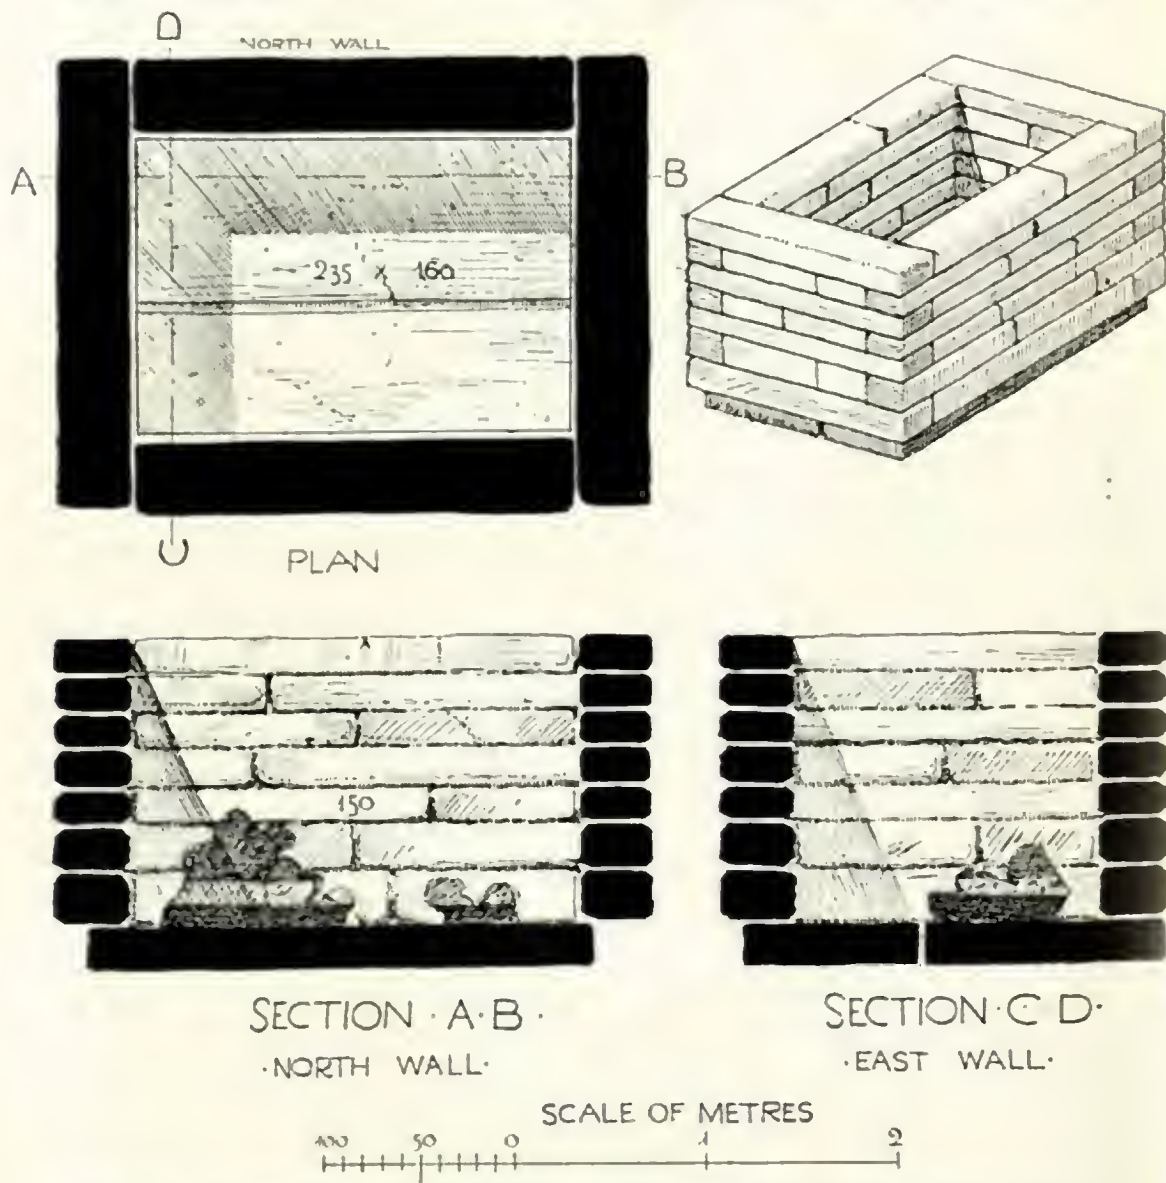 D
NORTH WALL
A
B
235 x 160
C
PLAN
x
150
SECTION · A·B ·
·NORTH WALL·
SECTION · C D·
·EAST WALL·
SCALE OF METRES
100 50 0 1 2